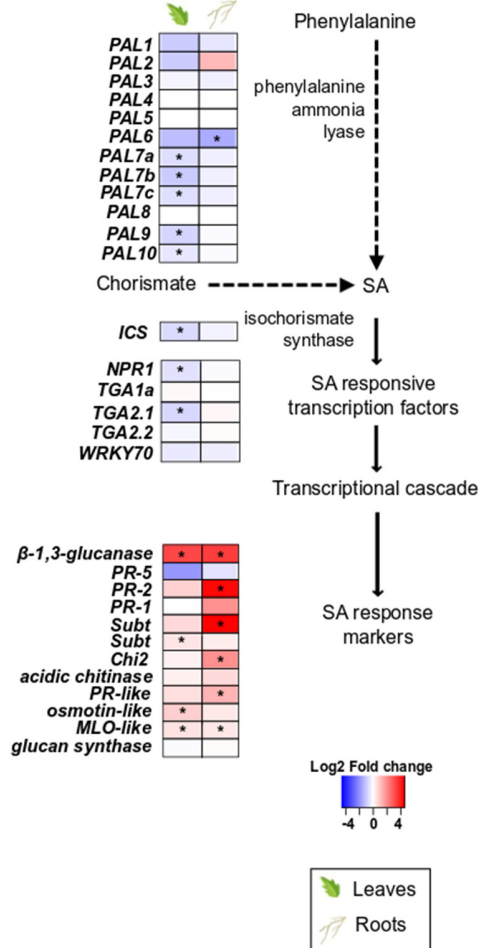 Phenylalanine
PAL1
PAL2
PAL3
PAL4
PAL5
PAL6 *
PAL7a *
PAL7b *
PAL7c *
PAL8
PAL9 *
PAL10 *
phenylalanine
ammonia
lyase
Chorismate
SA
isochorismate
synthase
ICS *
NPR1 *
TGA1a
TGA2.1 *
TGA2.2
WRKY70
SA responsive
transcription factors
Transcriptional cascade
β-1,3-glucanase * *
PR-5
PR-2 *
PR-1
Subt *
Subt *
Chi2 *
acidic chitinase
PR-like *
osmotin-like *
MLO-like * *
glucan synthase
SA response
markers
Log2 Fold change
-4 0 4
Leaves
Roots